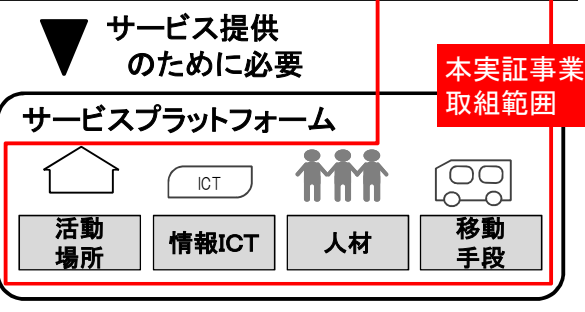 サービス提供
のために必要
本実証事業
取組範囲
サービスプラットフォーム
ICT
活動
場所
情報ICT
人材
移動
手段